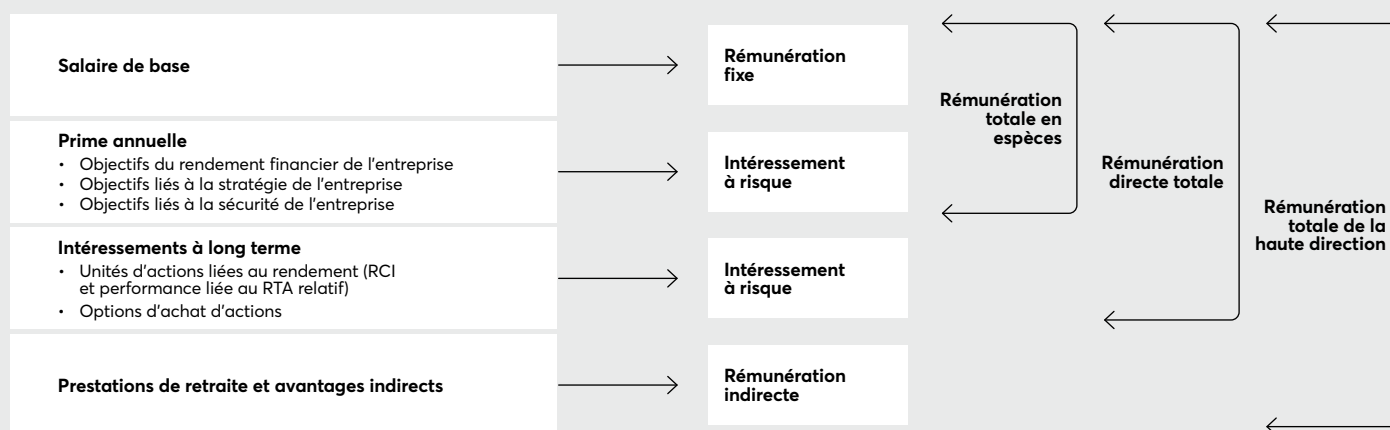 Salaire de base
Rémunération
fixe
Prime annuelle
• Objectifs du rendement financier de l'entreprise
• Objectifs liés à la stratégie de l'entreprise
• Objectifs liés à la sécurité de l'entreprise
Intéressement
à risque
Intéressements à long terme
• Unités d'actions liées au rendement (RCI
et performance liée au RTA relatif)
• Options d'achat d'actions
Intéressement
à risque
Prestations de retraite et avantages indirects
Rémunération
indirecte
Rémunération
totale en
espèces
Rémunération
directe totale
Rémunération
totale de la
haute direction